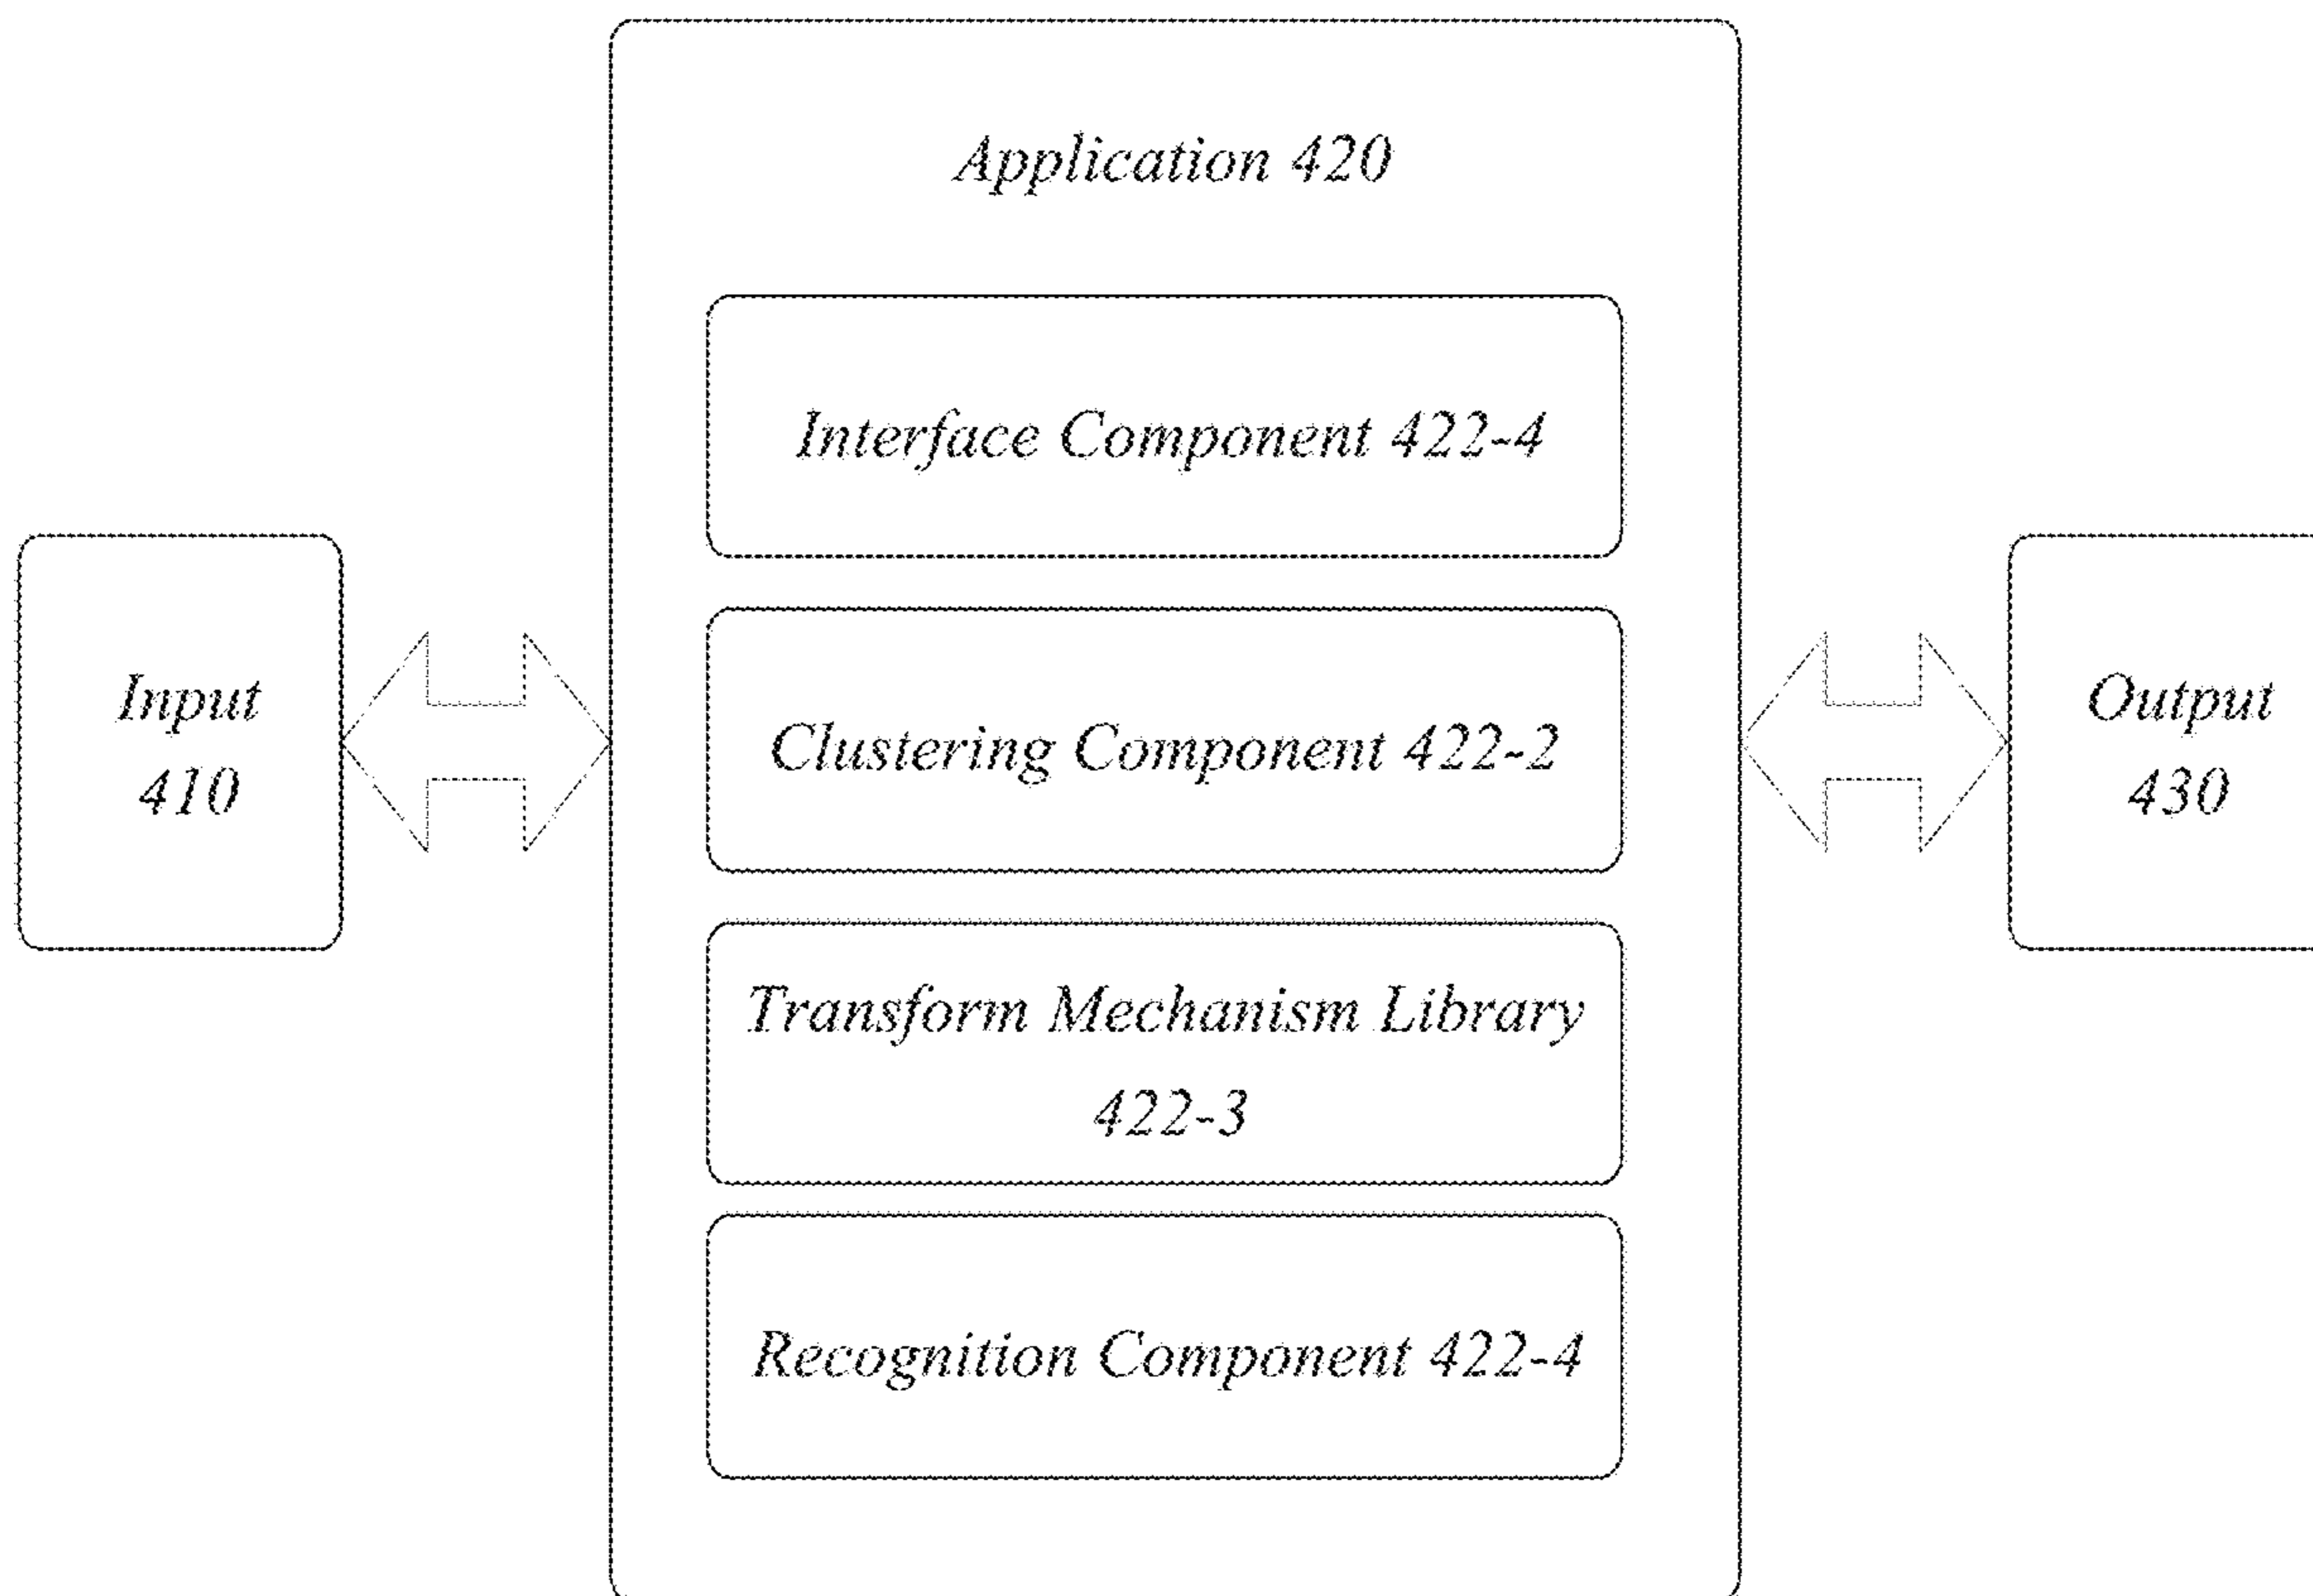 Application 420
Interface Component 422-4
Input
410
Clustering Component 422-2
Output
430
Transform Mechanism Library
422-3
Recognition Component 422-4